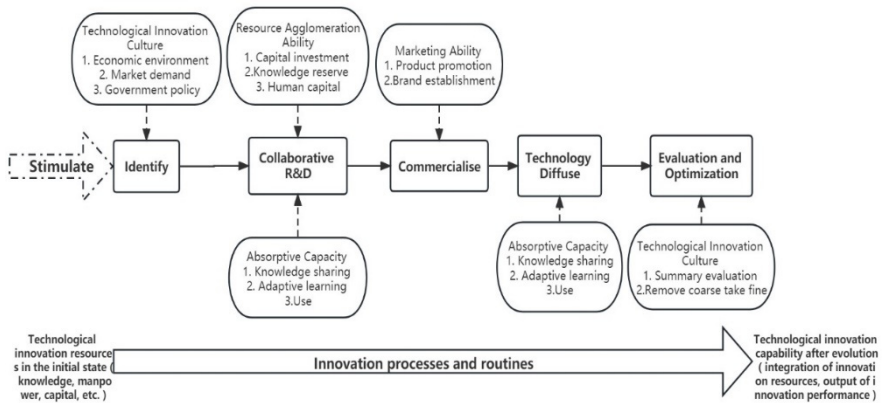 Technological Innovation
Culture
1. Economic environment
2. Market demand
3. Government policy
Resource Agglomeration
Ability
1. Capital investment
2.Knowledge reserve
3. Human capital
Marketing Ability
1. Product promotion
2.Brand establishment
Stimulate
Identify
Collaborative
R&D
Commercialise
Technology
Diffuse
Evaluation and
Optimization
Absorptive Capacity
1. Knowledge sharing
2. Adaptive learning
3.Use
Absorptive Capacity
1. Knowledge sharing
2. Adaptive learning
3.Use
Technological Innovation
Culture
1. Summary evaluation
2.Remove coarse take fine
Technological
innovation resource
s in the initial state (
knowledge, manpo
wer, capital, etc. )
Innovation processes and routines
Technological innovation
capability after evolution
( integration of innovati
on resources, output of i
nnovation performance )